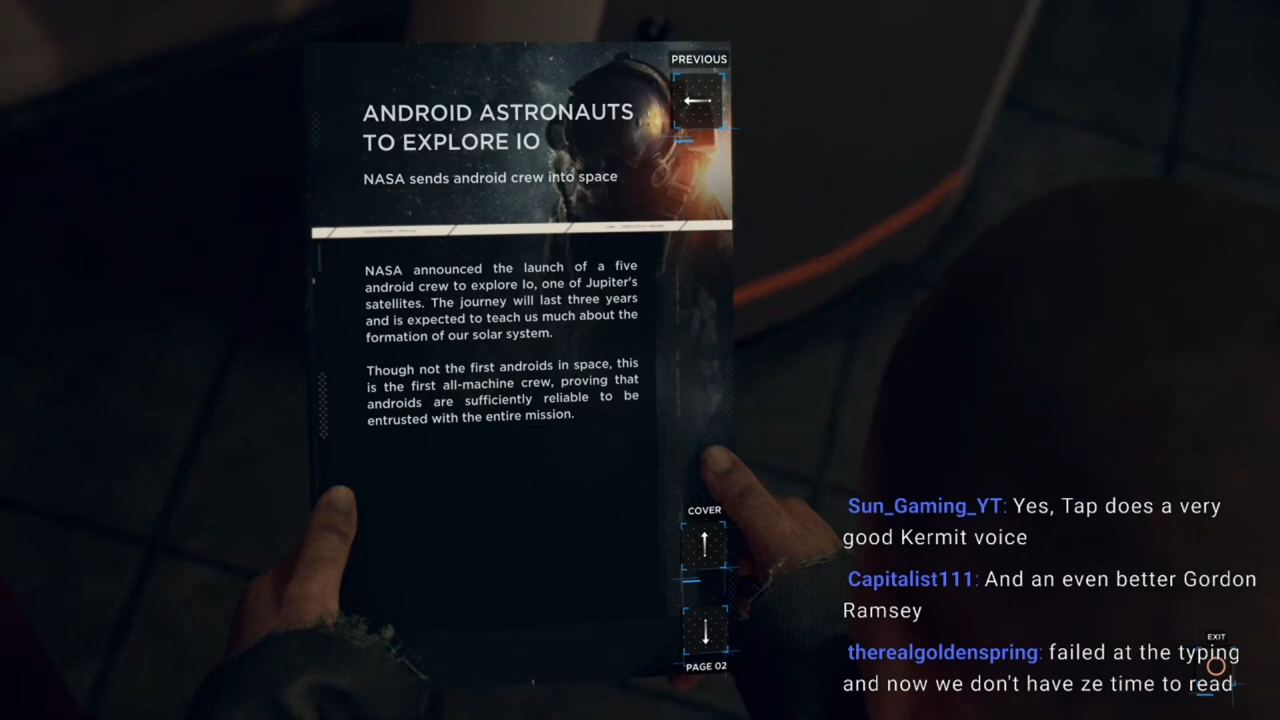 PREVIOUS
ANDROID ASTRONAUTS
TO EXPLORE IO
NASA sends android crew into space
NASA announced the launch of a five
android crew to explore Io, one of Jupiter's
satellites. The journey will last three years
and is expected to teach us much about the
formation of our solar system.
Though not the first androids in space, this
is the first all-machine crew, proving that
androids are sufficiently reliable to be
entrusted with the entire mission.
COVER
PAGE 02
Sun_Gaming_YT: Yes, Tap does a very
good Kermit voice
Capitalist111: And an even better Gordon
Ramsey
EXIT
therealgoldenspring: failed at the typing
and now we don't have ze time to read